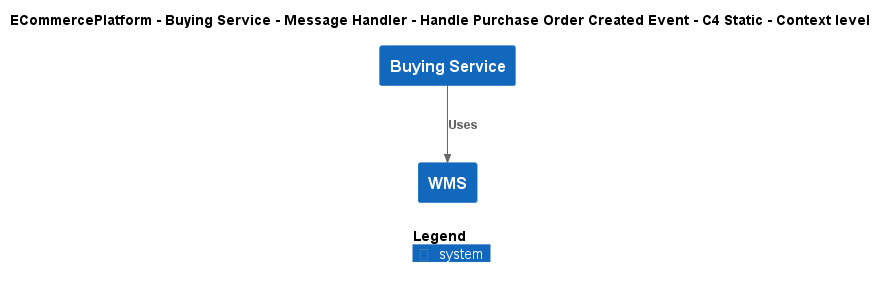 ECommercePlatform - Buying Service - Message Handler - Handle Purchase Order Created Event - C4 Static - Context level
Buying Service
Uses
WMS
Legend
system